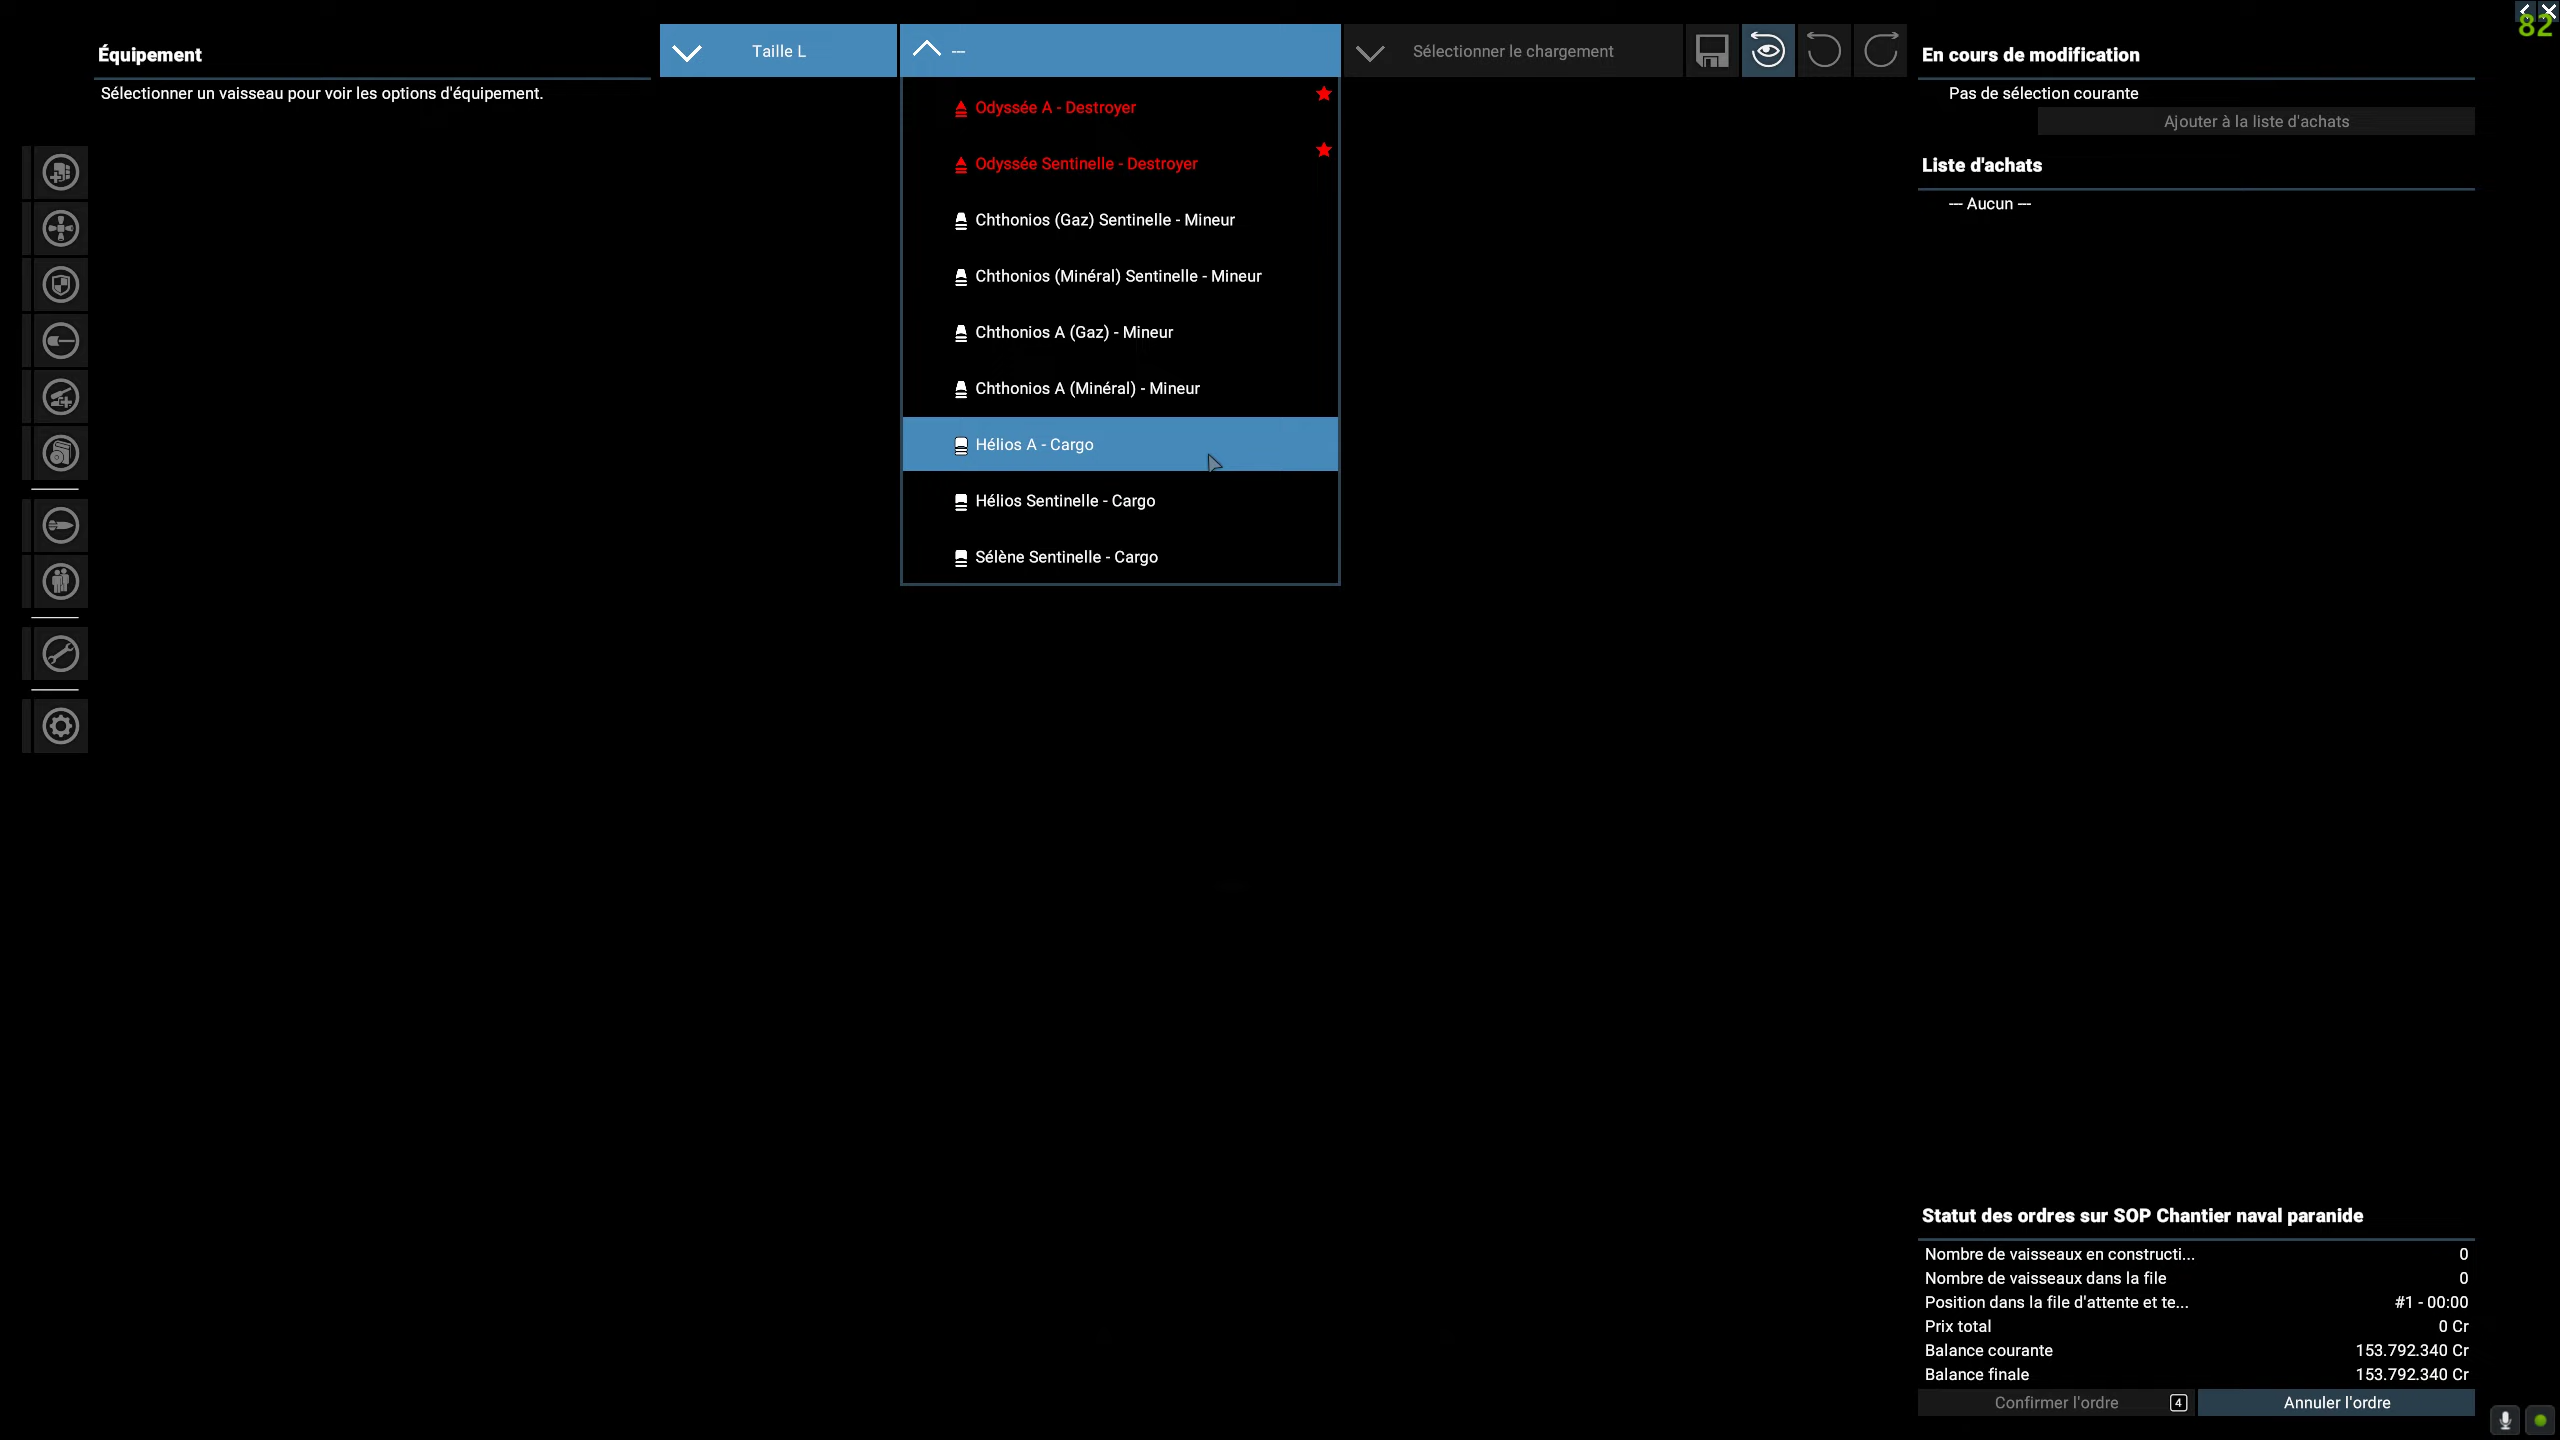 82
Équipement
Sélectionner un vaisseau pour voir les options d'équipement.
Taille L
---
Sélectionner le chargement
Odyssée A - Destroyer
Odyssée Sentinelle - Destroyer
Chthonios (Gaz) Sentinelle - Mineur
Chthonios (Minéral) Sentinelle - Mineur
Chthonios A (Gaz) - Mineur
Chthonios A (Minéral) - Mineur
Hélios A - Cargo
Hélios Sentinelle - Cargo
Sélène Sentinelle - Cargo
En cours de modification
Pas de sélection courante
Ajouter à la liste d'achats
Liste d'achats
--- Aucun ---
Statut des ordres sur SOP Chantier naval paranide
Nombre de vaisseaux en constructi... 0
Nombre de vaisseaux dans la file 0
Position dans la file d'attente et te... #1 - 00:00
Prix total 0 Cr
Balance courante 153.792.340 Cr
Balance finale 153.792.340 Cr
Confirmer l'ordre 4 Annuler l'ordre